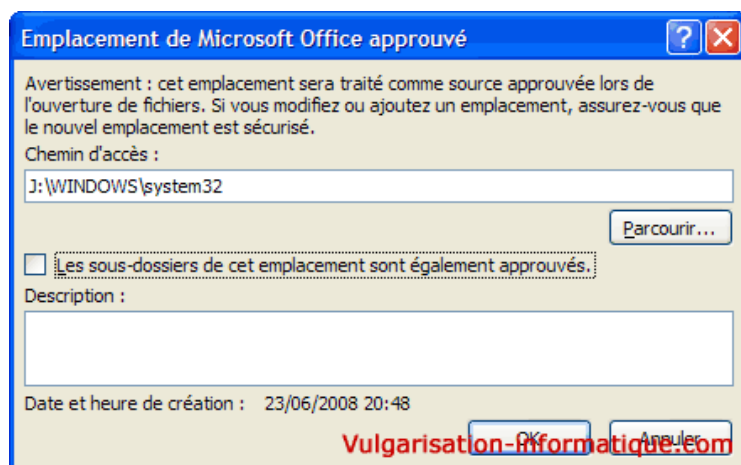 Emplacement de Microsoft Office approuvé
Avertissement : cet emplacement sera traité comme source approuvée lors de
l'ouverture de fichiers. Si vous modifiez ou ajoutez un emplacement, assurez-vous que
le nouvel emplacement est sécurisé.
Chemin d'accès :
J:\WINDOWS\system32
Parcourir...
Les sous-dossiers de cet emplacement sont également approuvés.
Description :
Date et heure de création : 23/06/2008 20:48
OK
Annuler
Vulgarisation-informatique.com